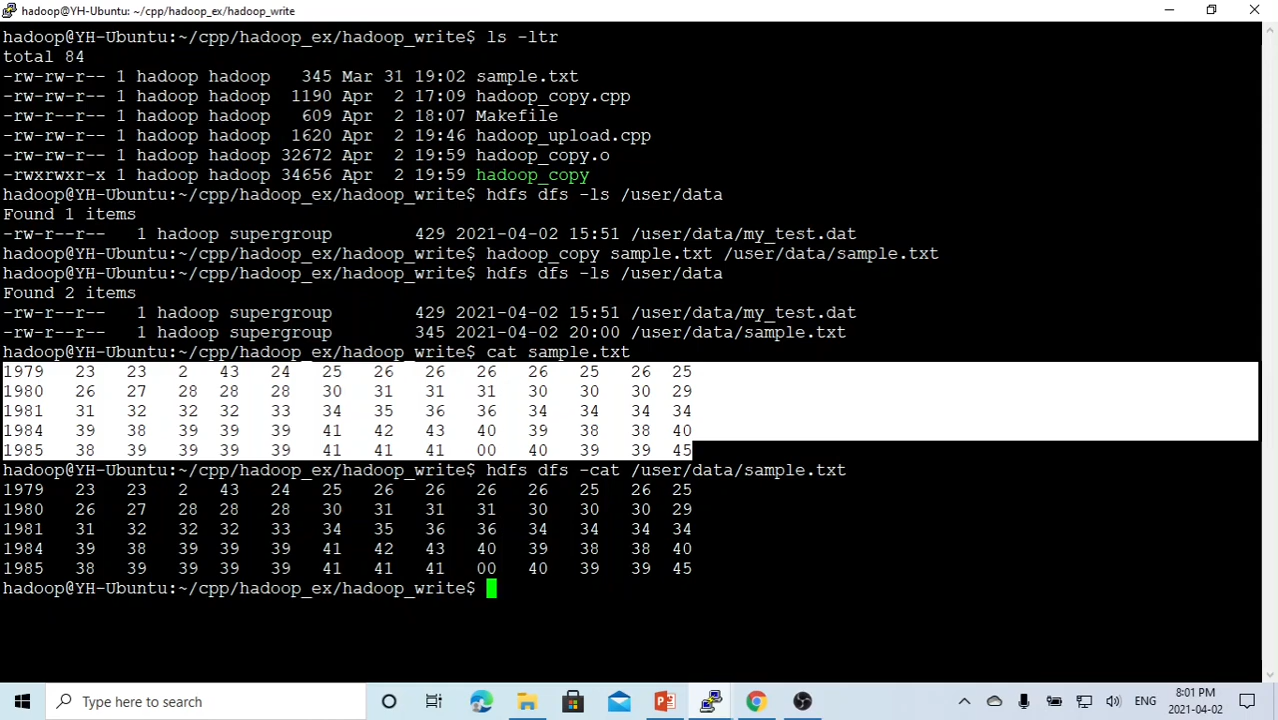 hadoop@YH-Ubuntu: ~/cpp/hadoop_ex/hadoop_write
hadoop@YH-Ubuntu:~/cpp/hadoop_ex/hadoop_write$ ls -ltr
total 84
-rw-rw-r-- 1 hadoop hadoop   345 Mar 31 19:02 sample.txt
-rw-rw-r-- 1 hadoop hadoop  1190 Apr  2 17:09 hadoop_copy.cpp
-rw-r--r-- 1 hadoop hadoop   609 Apr  2 18:07 Makefile
-rw-rw-r-- 1 hadoop hadoop  1620 Apr  2 19:46 hadoop_upload.cpp
-rw-rw-r-- 1 hadoop hadoop 32672 Apr  2 19:59 hadoop_copy.o
-rwxrwxr-x 1 hadoop hadoop 34656 Apr  2 19:59 hadoop_copy
hadoop@YH-Ubuntu:~/cpp/hadoop_ex/hadoop_write$ hdfs dfs -ls /user/data
Found 1 items
-rw-r--r--   1 hadoop supergroup        429 2021-04-02 15:51 /user/data/my_test.dat
hadoop@YH-Ubuntu:~/cpp/hadoop_ex/hadoop_write$ hadoop_copy sample.txt /user/data/sample.txt
hadoop@YH-Ubuntu:~/cpp/hadoop_ex/hadoop_write$ hdfs dfs -ls /user/data
Found 2 items
-rw-r--r--   1 hadoop supergroup        429 2021-04-02 15:51 /user/data/my_test.dat
-rw-r--r--   1 hadoop supergroup        345 2021-04-02 20:00 /user/data/sample.txt
hadoop@YH-Ubuntu:~/cpp/hadoop_ex/hadoop_write$ cat sample.txt
1979   23   23   2   43   24   25   26   26   26   26   25   26  25
1980   26   27   28  28   28   30   31   31   31   30   30   30  29
1981   31   32   32  32   33   34   35   36   36   34   34   34  34
1984   39   38   39  39   39   41   42   43   40   39   38   38  40
1985   38   39   39  39   39   41   41   41   00   40   39   39  45
hadoop@YH-Ubuntu:~/cpp/hadoop_ex/hadoop_write$ hdfs dfs -cat /user/data/sample.txt
1979   23   23   2   43   24   25   26   26   26   26   25   26  25
1980   26   27   28  28   28   30   31   31   31   30   30   30  29
1981   31   32   32  32   33   34   35   36   36   34   34   34  34
1984   39   38   39  39   39   41   42   43   40   39   38   38  40
1985   38   39   39  39   39   41   41   41   00   40   39   39  45
hadoop@YH-Ubuntu:~/cpp/hadoop_ex/hadoop_write$
Type here to search
ENG
8:01 PM
2021-04-02